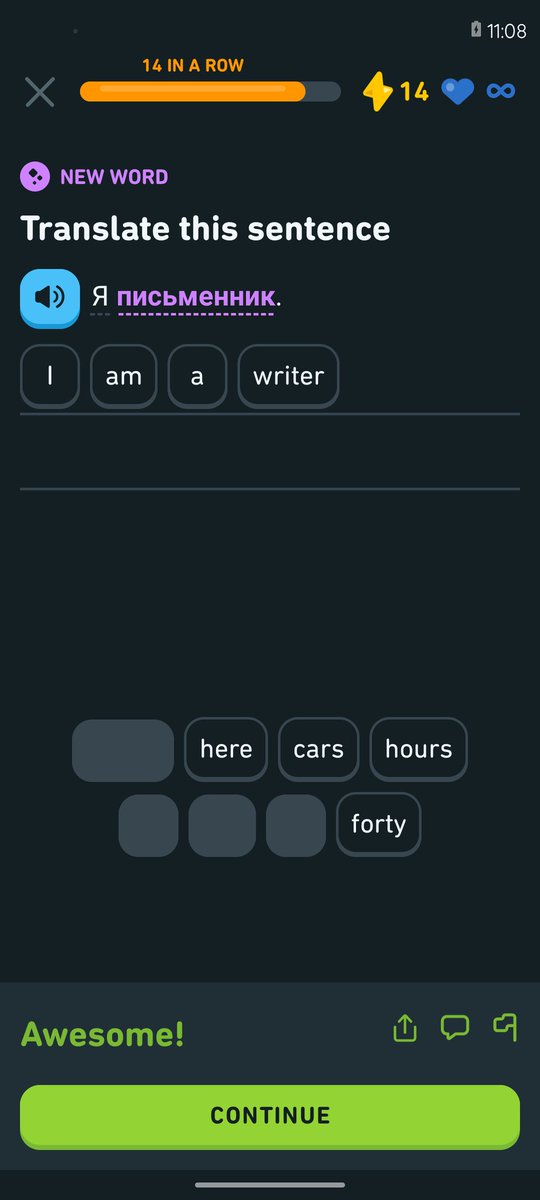 11:08
14 IN A ROW
14
NEW WORD
Translate this sentence
Я письменник.
I am a writer
here cars hours
forty
Awesome!
CONTINUE